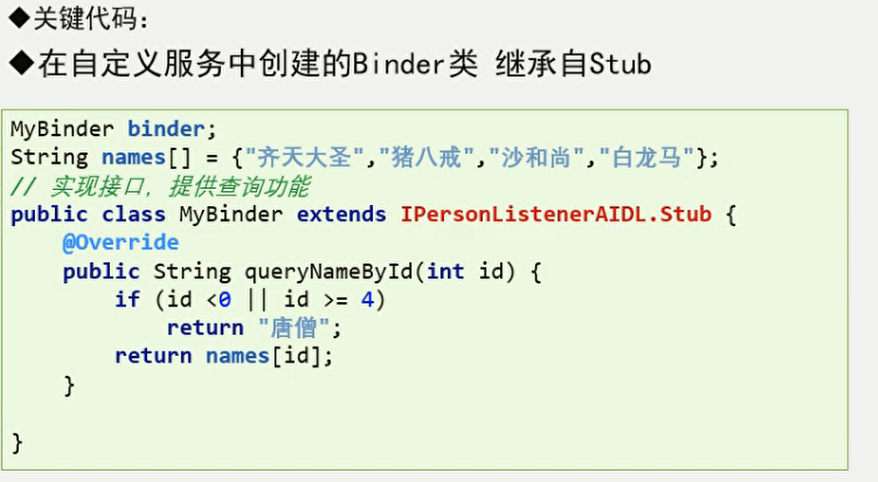 ◆关键代码:
◆在自定义服务中创建的Binder类 继承自Stub
MyBinder binder;
String names[] = {"齐天大圣","猪八戒","沙和尚","白龙马"};
// 实现接口，提供查询功能
public class MyBinder extends IPersonListenerAIDL.Stub {
    @Override
    public String queryNameById(int id) {
        if (id <0 || id >= 4)
            return "唐僧";
        return names[id];
    }
}